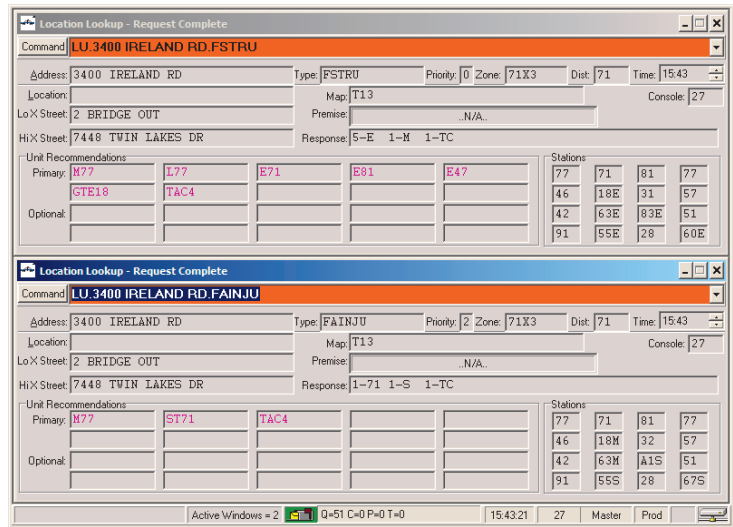 Location Lookup - Request Complete
Command LU.3400 IRELAND RD.FSTRU
Address: 3400 IRELAND RD Type: FSTRU Priority: 0 Zone: 71X3 Dist: 71 Time: 15:43
Location: Map: T13 Console: 27
Lo X Street: 2 BRIDGE OUT Premise: ..N/A..
Hi X Street: 7448 TWIN LAKES DR Response: 5-E 1-M 1-TC
Unit Recommendations Stations
Primary: M77 L77 E71 E81 E47 77 71 81 77
GTE18 TAC4 46 18E 31 57
Optional: 42 63E 83E 51
91 55E 28 60E
Location Lookup - Request Complete
Command LU.3400 IRELAND RD.FAINJU
Address: 3400 IRELAND RD Type: FAINJU Priority: 2 Zone: 71X3 Dist: 71 Time: 15:43
Location: Map: T13 Console: 27
Lo X Street: 2 BRIDGE OUT Premise: ..N/A..
Hi X Street: 7448 TWIN LAKES DR Response: 1-71 1-S 1-TC
Unit Recommendations Stations
Primary: M77 ST71 TAC4 77 71 81 77
46 18M 32 57
Optional: 42 63M A1S 51
91 55S 28 67S
Active Windows = 2 Q=51 C=0 P=0 T=0 15:43:21 27 Master Prod